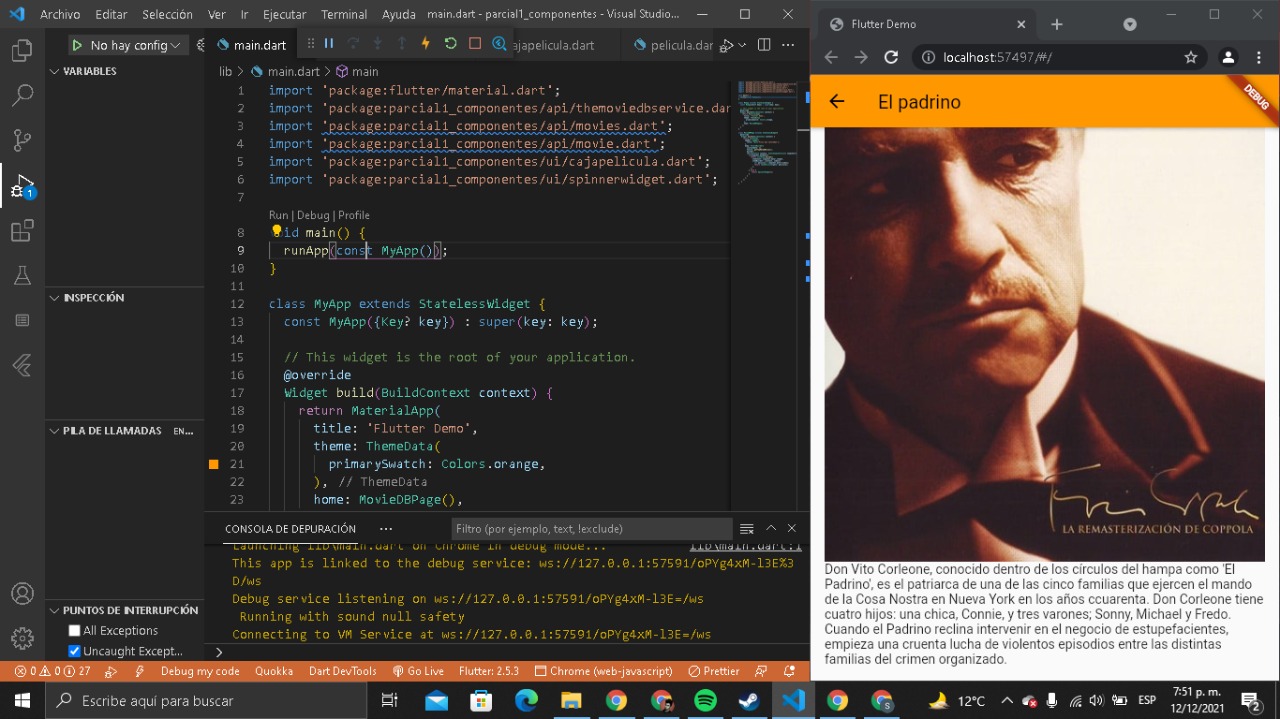 Archivo Editar Selección Ver Ir Ejecutar Terminal Ayuda main.dart - parcial1_componentes - Visual Studio...
No hay config
main.dart
cajapelicula.dart
pelicula.dar
VARIABLES
INSPECCIÓN
PILA DE LLAMADAS EN...
PUNTOS DE INTERRUPCIÓN
All Exceptions
Uncaught Except...
1
lib > main.dart > main
1 import 'package:flutter/material.dart';
2 import 'package:parcial1_componentes/api/themoviedbservice.dar
3 import 'package:parcial1_componentes/api/movies.dart';
4 import 'package:parcial1_componentes/api/movie.dart';
5 import 'package:parcial1_componentes/ui/cajapelicula.dart';
6 import 'package:parcial1_componentes/ui/spinnerwidget.dart';
7
Run | Debug | Profile
8 id main() {
9 runApp(const MyApp());
10 }
11
12 class MyApp extends StatelessWidget {
13 const MyApp({Key? key}) : super(key: key);
14
15 // This widget is the root of your application.
16 @override
17 Widget build(BuildContext context) {
18 return MaterialApp(
19 title: 'Flutter Demo',
20 theme: ThemeData(
21 primarySwatch: Colors.orange,
22 ), // ThemeData
23 home: MovieDBPage(),
CONSOLA DE DEPURACIÓN ... Filtro (por ejemplo, text, !exclude)
Launching lib\main.dart on Chrome in debug mode... lib\main.dart:1
This app is linked to the debug service: ws://127.0.0.1:57591/oPYg4xM-l3E%3
D/ws
Debug service listening on ws://127.0.0.1:57591/oPYg4xM-l3E=/ws
Running with sound null safety
Connecting to VM Service at ws://127.0.0.1:57591/oPYg4xM-l3E=/ws
>
0 0 27 Debug my code Quokka Dart DevTools Go Live Flutter: 2.5.3 Chrome (web-javascript) Prettier
Flutter Demo
localhost:57497/#/
El padrino
DEBUG
LA REMASTERIZACIÓN DE COPPOLA
Don Vito Corleone, conocido dentro de los círculos del hampa como 'El
Padrino', es el patriarca de una de las cinco familias que ejercen el mando
de la Cosa Nostra en Nueva York en los años ccuarenta. Don Corleone tiene
cuatro hijos: una chica, Connie, y tres varones; Sonny, Michael y Fredo.
Cuando el Padrino reclina intervenir en el negocio de estupefacientes,
empieza una cruenta lucha de violentos episodios entre las distintas
familias del crimen organizado.
Escribe aquí para buscar
12°C
ESP
7:51 p. m.
12/12/2021
2